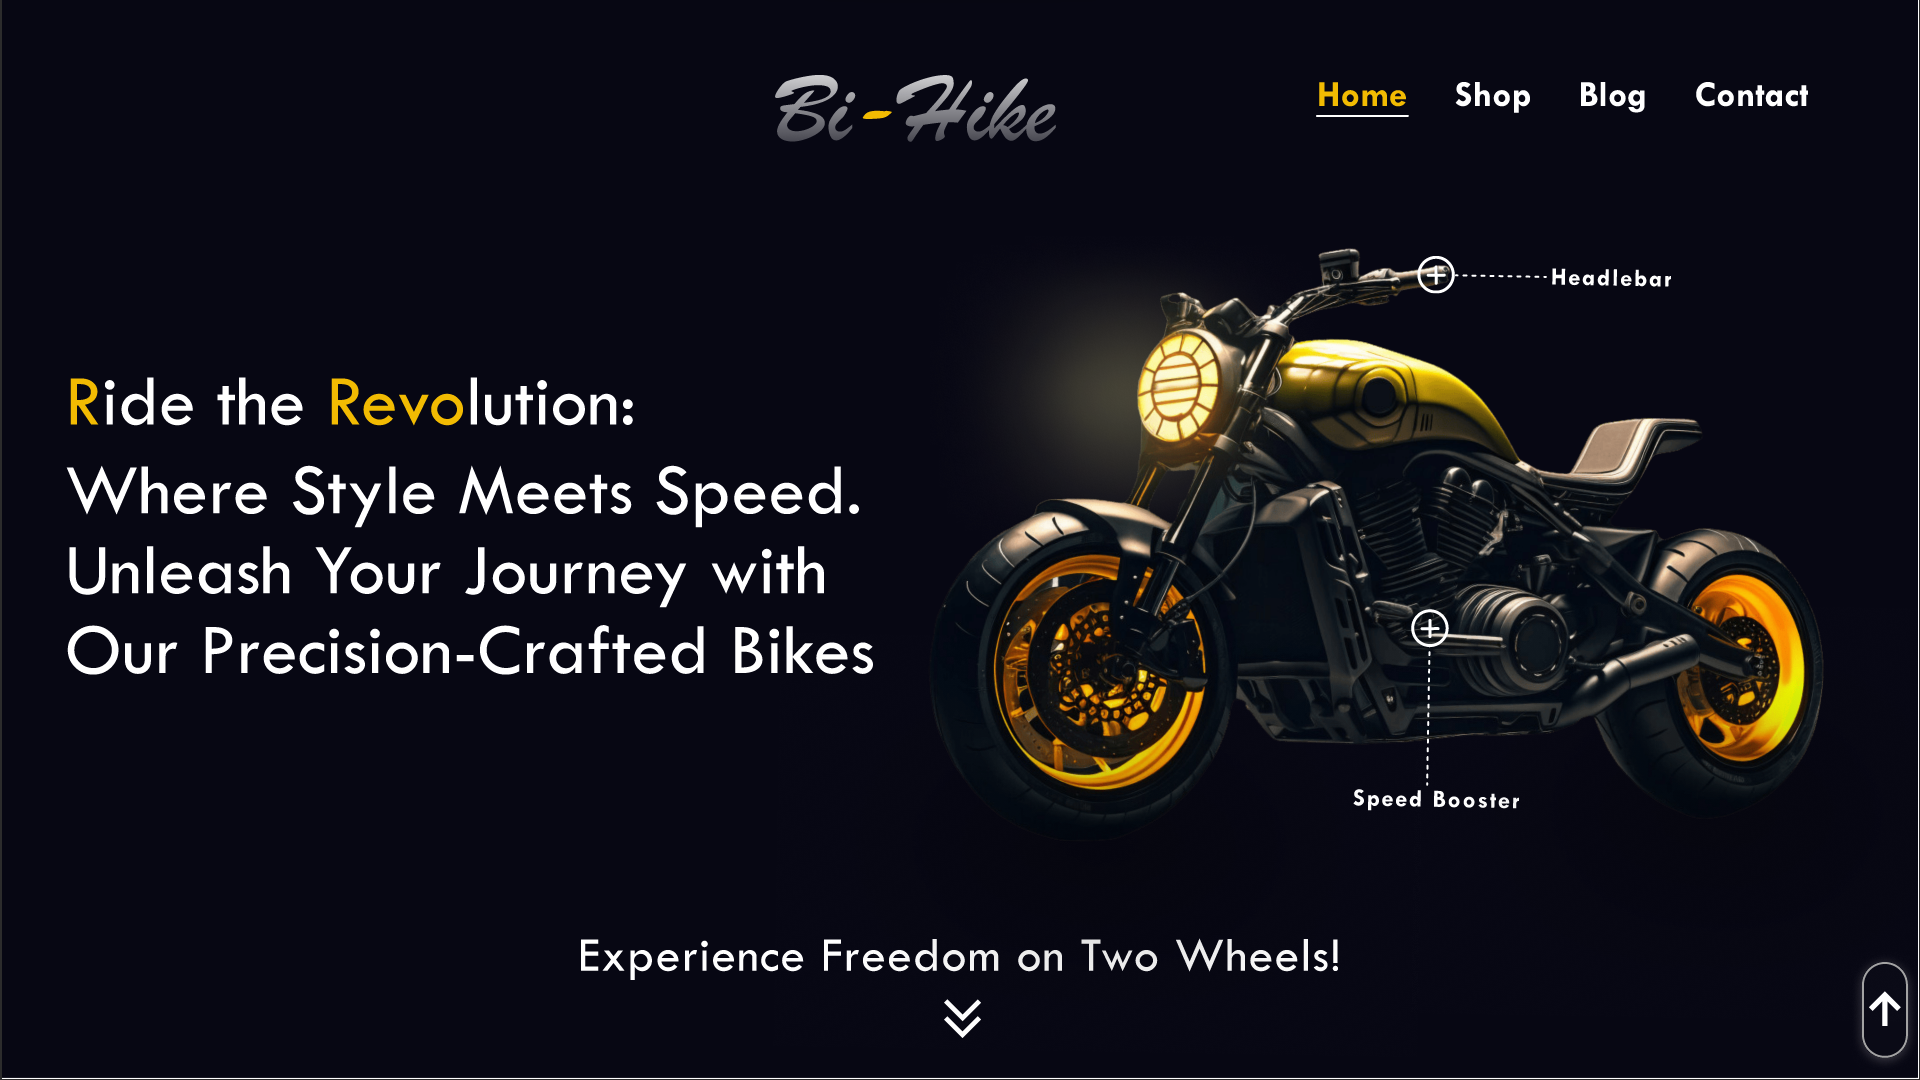 Bi-Hike
Home Shop Blog Contact
Headlebar
Ride the Revolution:
Where Style Meets Speed.
Unleash Your Journey with
Our Precision-Crafted Bikes
Speed Booster
Experience Freedom on Two Wheels!